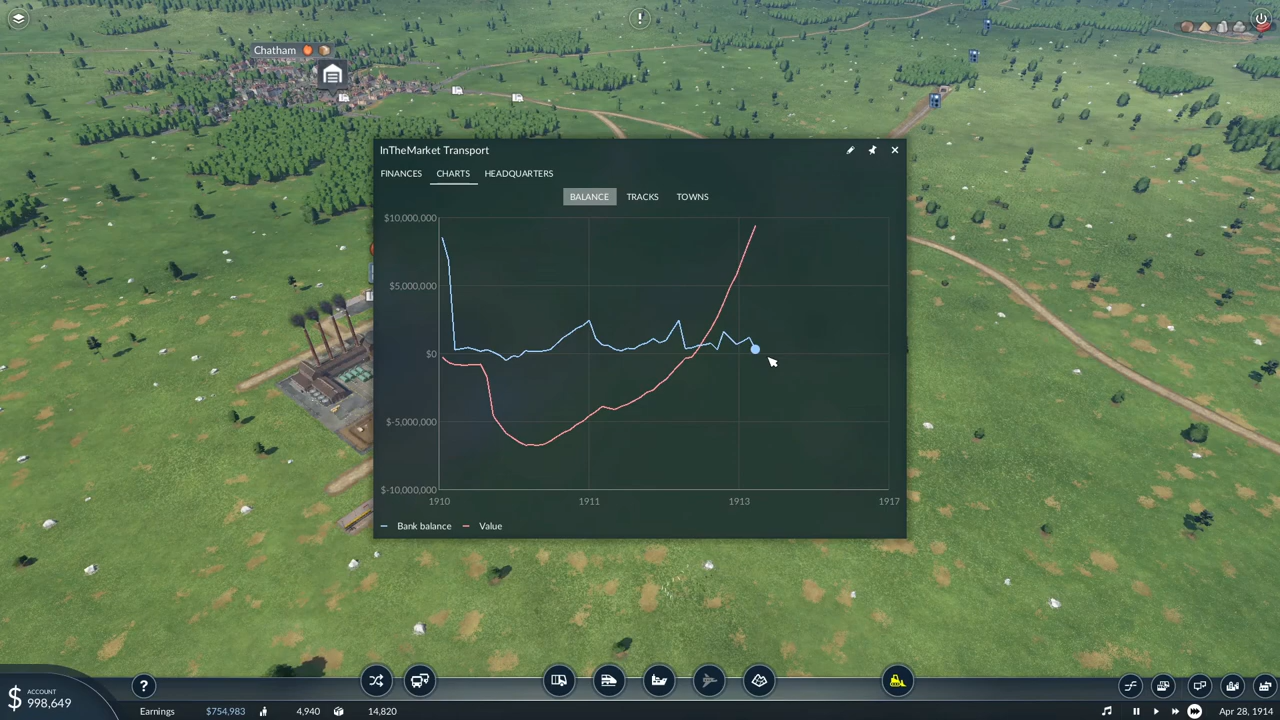 Chatham
InTheMarket Transport
FINANCES CHARTS HEADQUARTERS
BALANCE TRACKS TOWNS
$10,000,000
$5,000,000
$0
$-5,000,000
$-10,000,000
1910 1911 1913 1917
Bank balance Value
$ ACCOUNT
998,649
?
Earnings $754,983 4,940 14,820 Apr 28, 1914